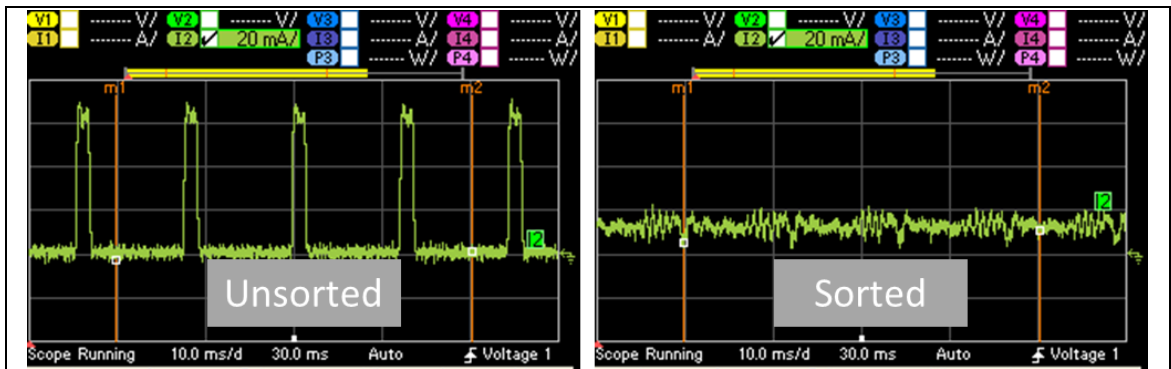 V1 ----- V/ V2 ----- V/ V3 ----- V/ V4 ----- V/
I1 ----- A/ I2 20 mA/ I3 ----- A/ I4 ----- A/
P3 ----- W/ P4 ----- W/
m1 m2
I2
Unsorted
Scope Running 10.0 ms/d 30.0 ms Auto Voltage 1
V1 ----- V/ V2 ----- V/ V3 ----- V/ V4 ----- V/
I1 ----- A/ I2 20 mA/ I3 ----- A/ I4 ----- A/
P3 ----- W/ P4 ----- W/
m1 m2
I2
Sorted
Scope Running 10.0 ms/d 30.0 ms Auto Voltage 1